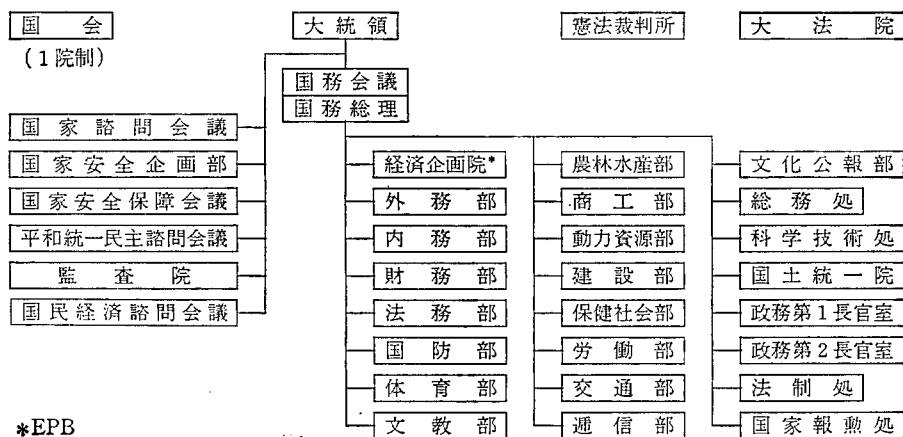 国会
大統領
憲法裁判所
大法院
(1院制)
国務会議
国務総理
国家諮問会議
国家安全企画部
国家安全保障会議
平和統一民主諮問会議
監査院
国民経済諮問会議
経済企画院*
外務部
内務部
財務部
法務部
国防部
体育部
文教部
農林水産部
商工部
動力資源部
建設部
保健社会部
労働部
交通部
逓信部
文化公報部
総務処
科学技術処
国土統一院
政務第1長官室
政務第2長官室
法制処
国家報勲処
*EPB